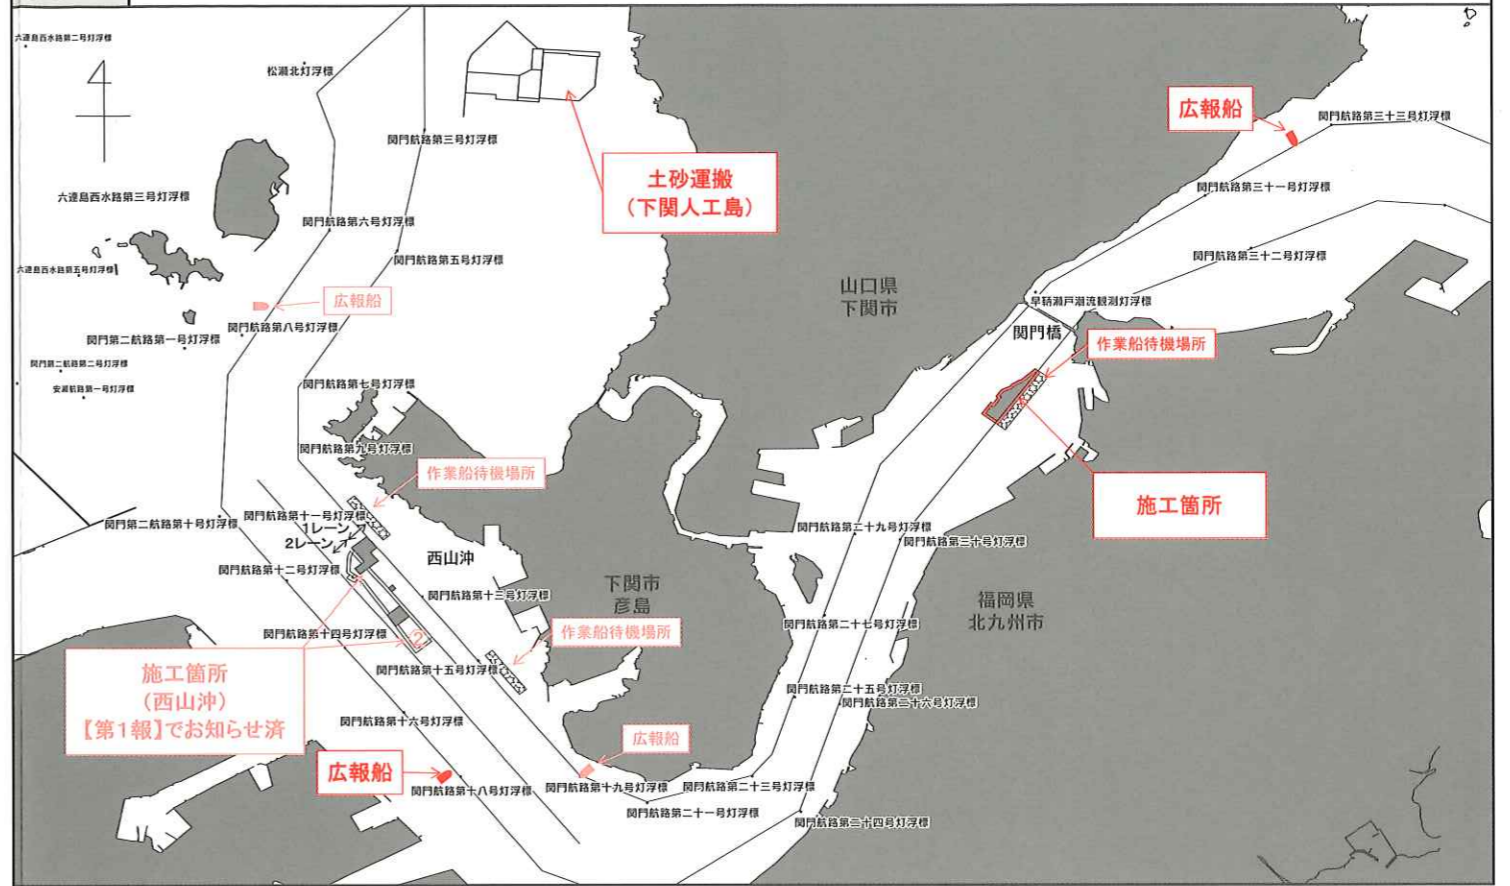 六連島西水路第二号灯浮標
松瀬北灯浮標
関門航路第三号灯浮標
土砂運搬
(下関人工島)
広報船
関門航路第三十三号灯浮標
関門航路第三十一号灯浮標
関門航路第三十二号灯浮標
六連島西水路第三号灯浮標
関門航路第六号灯浮標
関門航路第五号灯浮標
六連島西水路第五号灯浮標
広報船
関門航路第八号灯浮標
関門第二航路第一号灯浮標
関門第二航路第二号灯浮標
安瀬航路第一号灯浮標
関門航路第七号灯浮標
山口県
下関市
早鞆瀬戸潮流観測灯浮標
関門橋
作業船待機場所
施工箇所
関門航路第九号灯浮標
作業船待機場所
関門第二航路第十号灯浮標
関門航路第十一号灯浮標
1レーン
2レーン
西山沖
関門航路第十二号灯浮標
関門航路第十三号灯浮標
下関市
彦島
関門航路第二十九号灯浮標
関門航路第三十号灯浮標
福岡県
北九州市
関門航路第二十七号灯浮標
関門航路第十四号灯浮標
②
作業船待機場所
関門航路第十五号灯浮標
施工箇所
(西山沖)
【第1報】でお知らせ済
関門航路第二十五号灯浮標
関門航路第二十六号灯浮標
関門航路第十六号灯浮標
広報船
広報船
関門航路第十八号灯浮標
関門航路第十九号灯浮標
関門航路第二十三号灯浮標
関門航路第二十一号灯浮標
関門航路第二十四号灯浮標